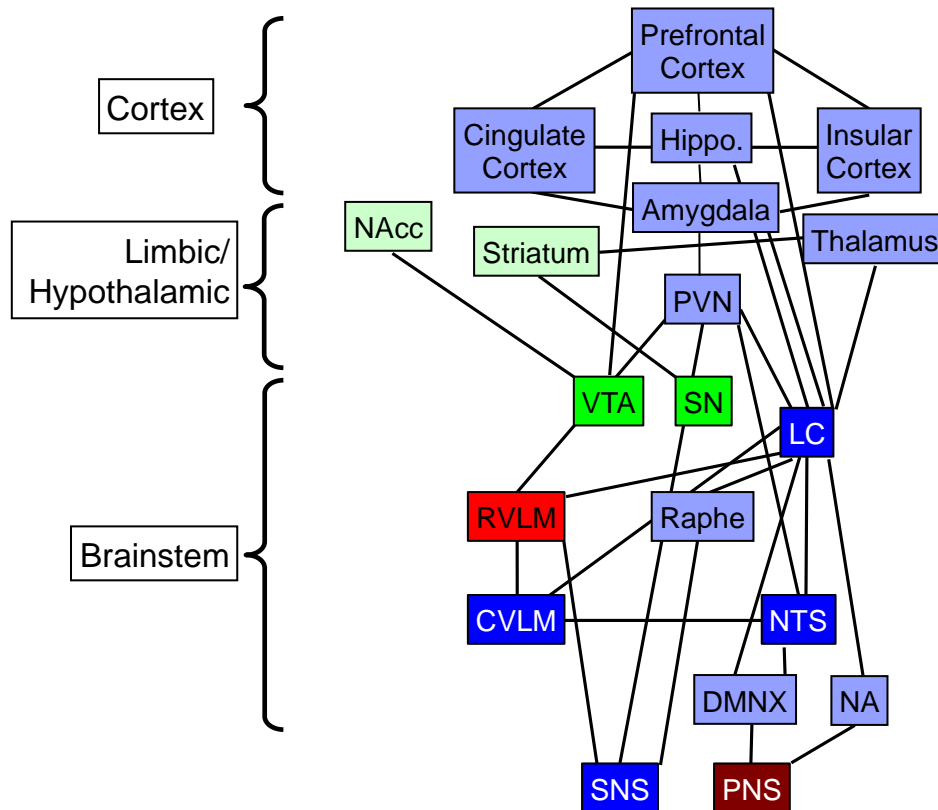 Prefrontal
Cortex
Cortex
Cingulate
Cortex
Hippo.
Insular
Cortex
Amygdala
NAcc
Striatum
Thalamus
Limbic/
Hypothalamic
PVN
VTA
SN
LC
RVLM
Raphe
Brainstem
CVLM
NTS
DMNX
NA
SNS
PNS